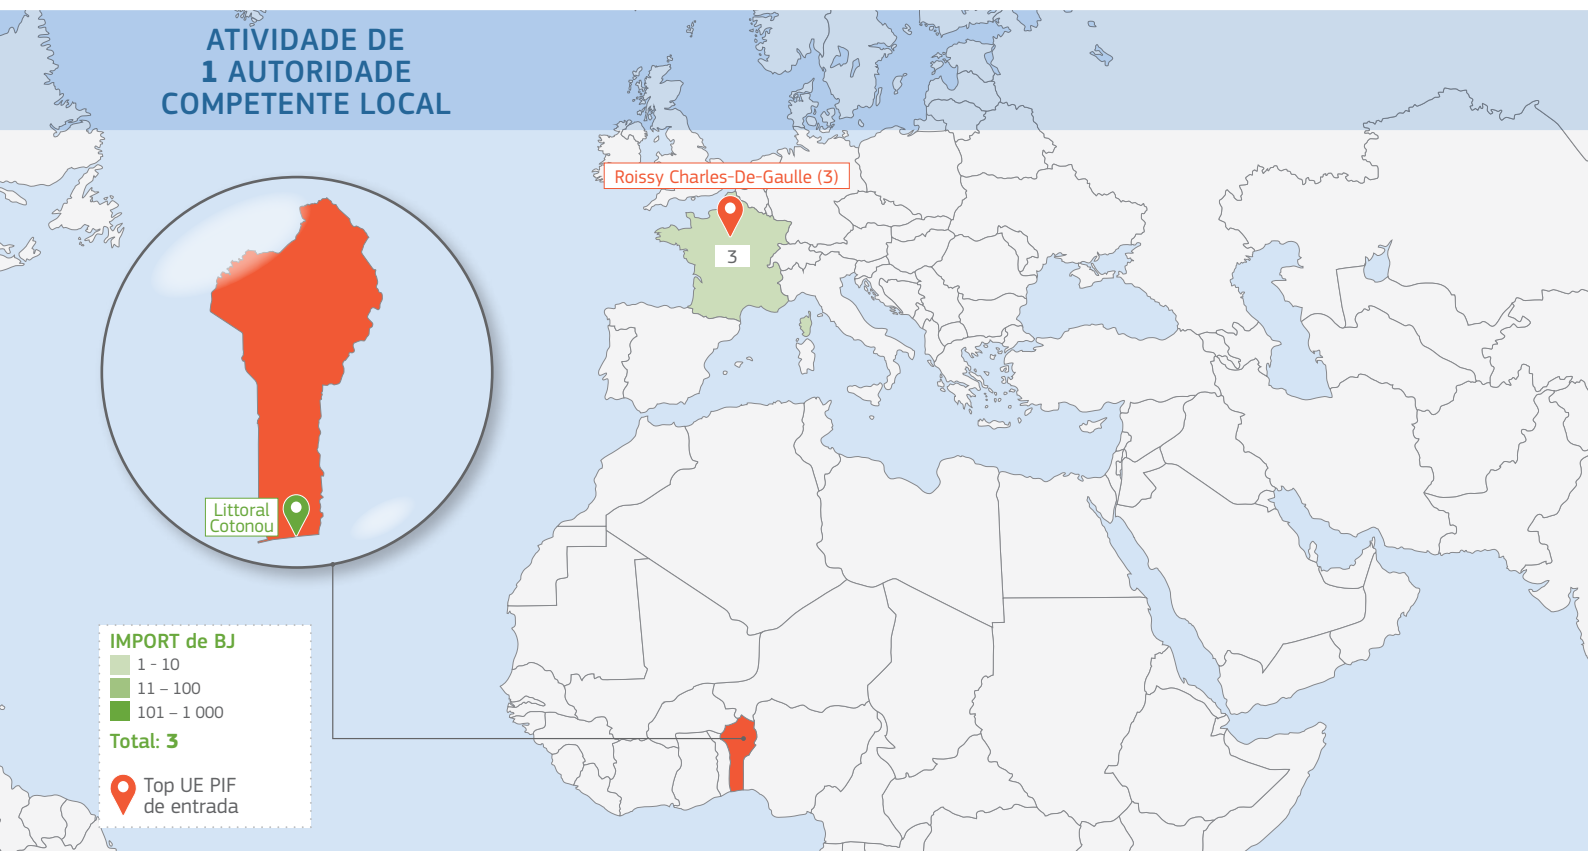 ATIVIDADE DE
1 AUTORIDADE
COMPETENTE LOCAL
Roissy Charles-De-Gaulle (3)
3
Littoral
Cotonou
IMPORT de BJ
1 - 10
11 – 100
101 – 1 000
Total: 3
Top UE PIF
de entrada